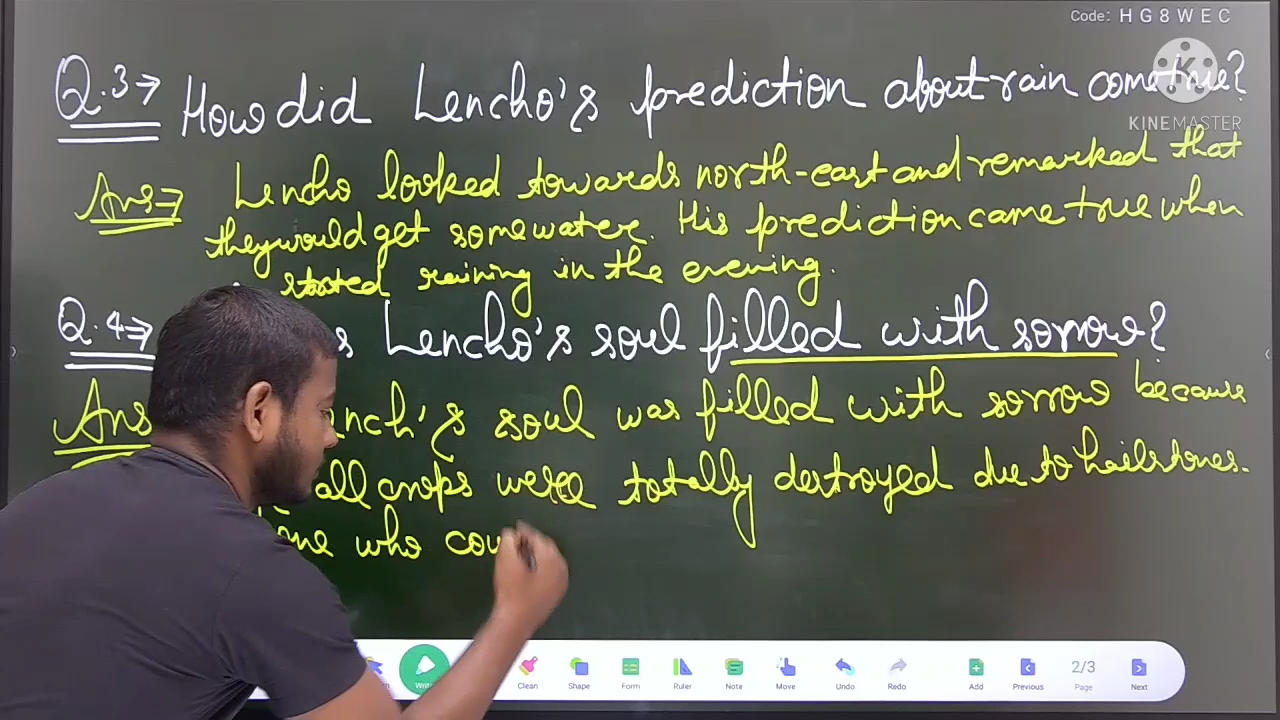 Code: HG8WEC
KINEMASTER
Q.3→ How did Lencho's prediction about rain come true?
Ans→ Lencho looked towards north-east and remarked that
they would get some water. His prediction came true when
started raining in the evening.
Q.4→ Lencho's soul filled with sorrow?
Ans soul was filled with sorrow because
all crops were totally destroyed due to hailstones.
who
Write Clean Shape Form Ruler Note Move Undo Redo Add Previous 2/3 Page Next